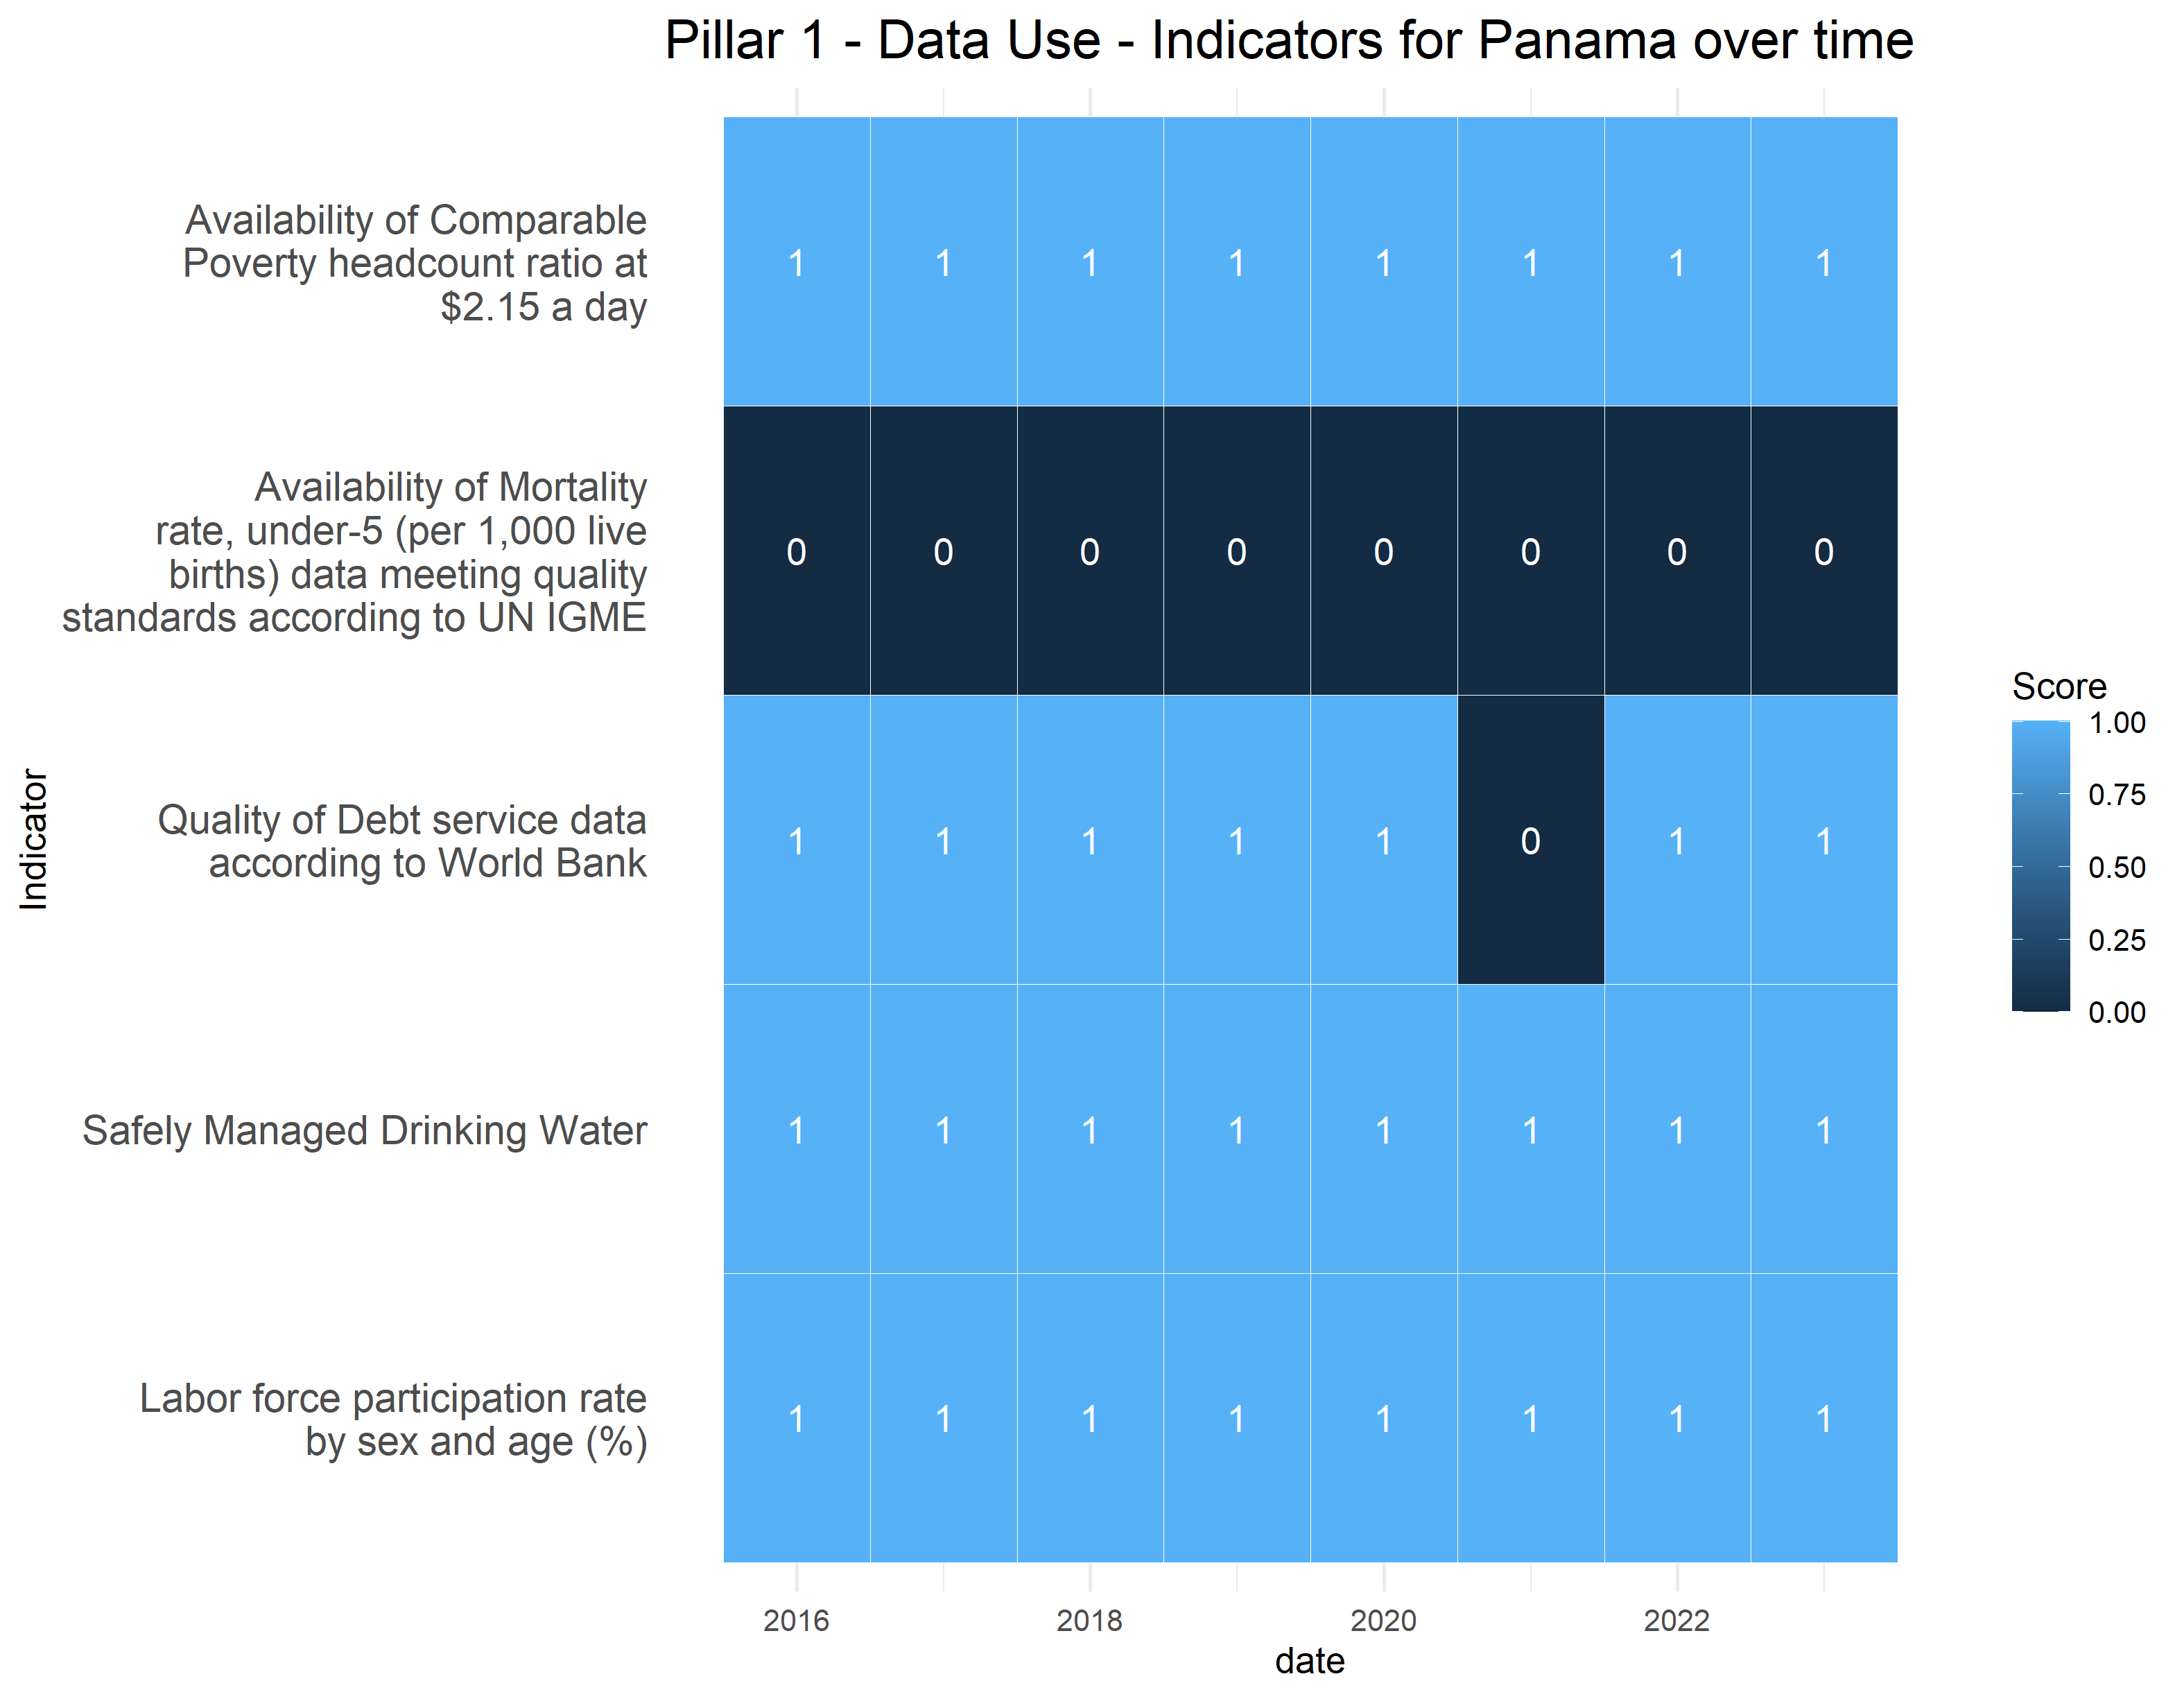 Pillar 1 - Data Use - Indicators for Panama over time
Indicator
Availability of Comparable
Poverty headcount ratio at
$2.15 a day
1 1 1 1 1 1 1 1
Availability of Mortality
rate, under-5 (per 1,000 live
births) data meeting quality
standards according to UN IGME
0 0 0 0 0 0 0 0
Quality of Debt service data
according to World Bank
1 1 1 1 1 0 1 1
Safely Managed Drinking Water
1 1 1 1 1 1 1 1
Labor force participation rate
by sex and age (%)
1 1 1 1 1 1 1 1
2016 2018 2020 2022
date
Score
1.00
0.75
0.50
0.25
0.00